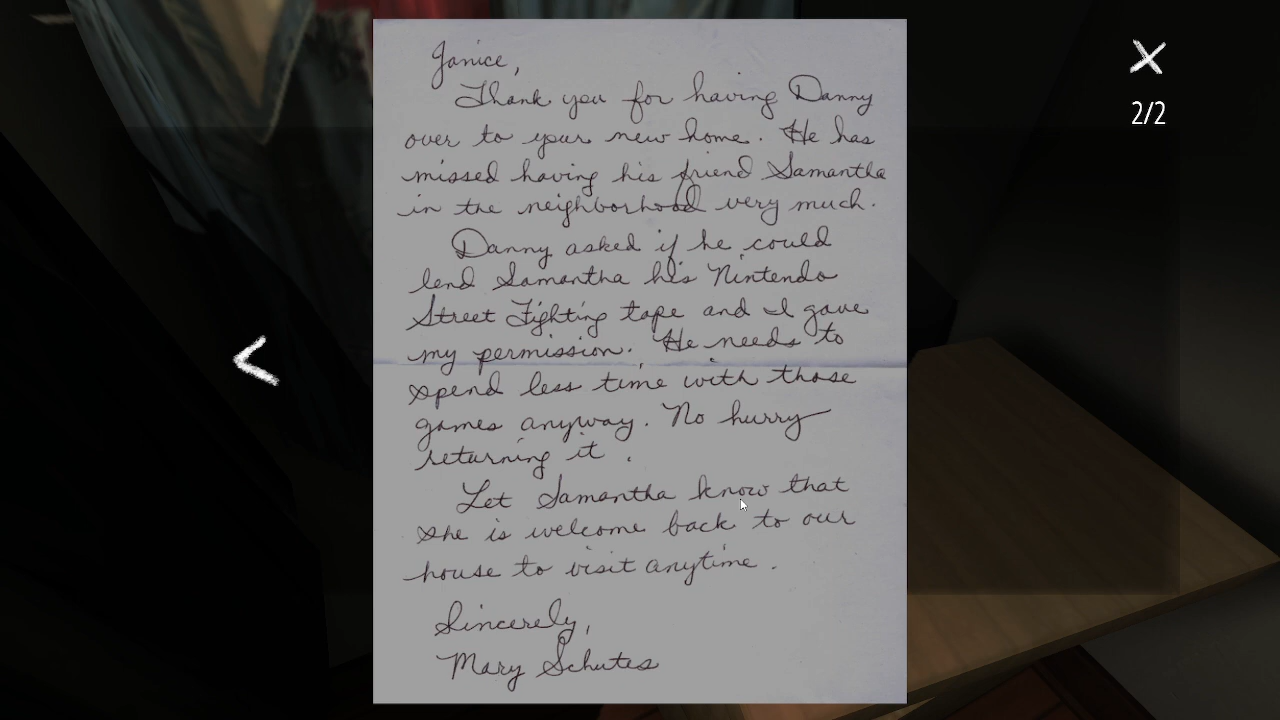 Janice,
Thank you for having Danny
over to your new home. He has
missed having his friend Samantha
in the neighborhood very much.
Danny asked if he could
lend Samantha his Nintendo
Street Fighting tape and I gave
my permission. He needs to
spend less time with those
games anyway. No hurry
returning it.
Let Samantha know that
she is welcome back to our
house to visit anytime.
Sincerely,
Mary Schutes
2/2